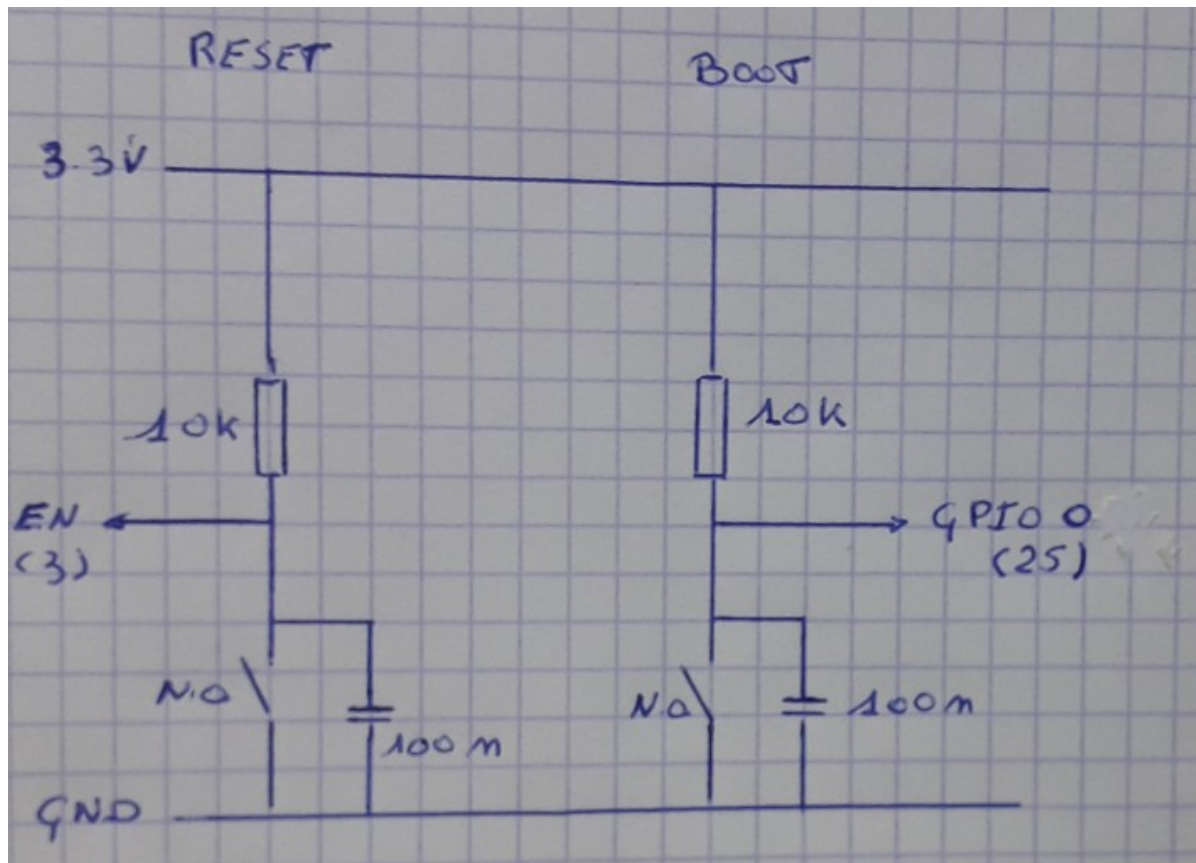 RESET
BOOT
3.3V
10K
10K
EN
(3)
GPIO 0
(25)
N.O
100n
N.O
100n
GND